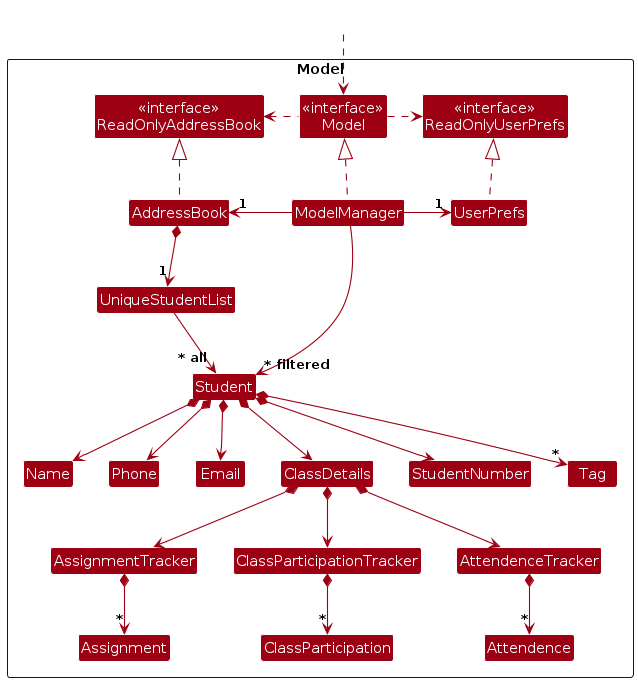 Model
«interface»
ReadOnlyAddressBook
«interface»
Model
«interface»
ReadOnlyUserPrefs
AddressBook
1
ModelManager
1
UserPrefs
1
UniqueStudentList
* all
* filtered
Student
*
Name
Phone
Email
ClassDetails
StudentNumber
Tag
AssignmentTracker
ClassParticipationTracker
AttendenceTracker
*
*
*
Assignment
ClassParticipation
Attendence